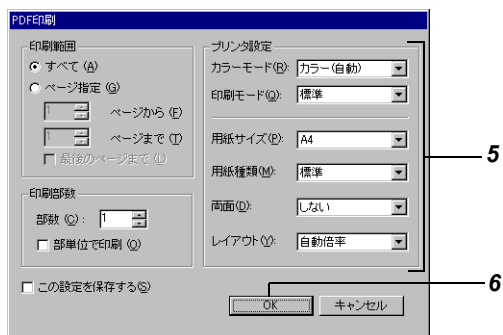 PDF印刷
印刷範囲
すべて (A)
ページ指定 (G)
1 ページから (F)
1 ページまで (T)
最後のページまで (L)
印刷部数
部数 (C): 1
部単位で印刷 (O)
この設定を保存する(S)
プリンタ設定
カラーモード(R): カラー(自動)
印刷モード(Q): 標準
用紙サイズ(P): A4
用紙種類(M): 標準
両面(D): しない
レイアウト(Y): 自動倍率
OK キャンセル
5
6